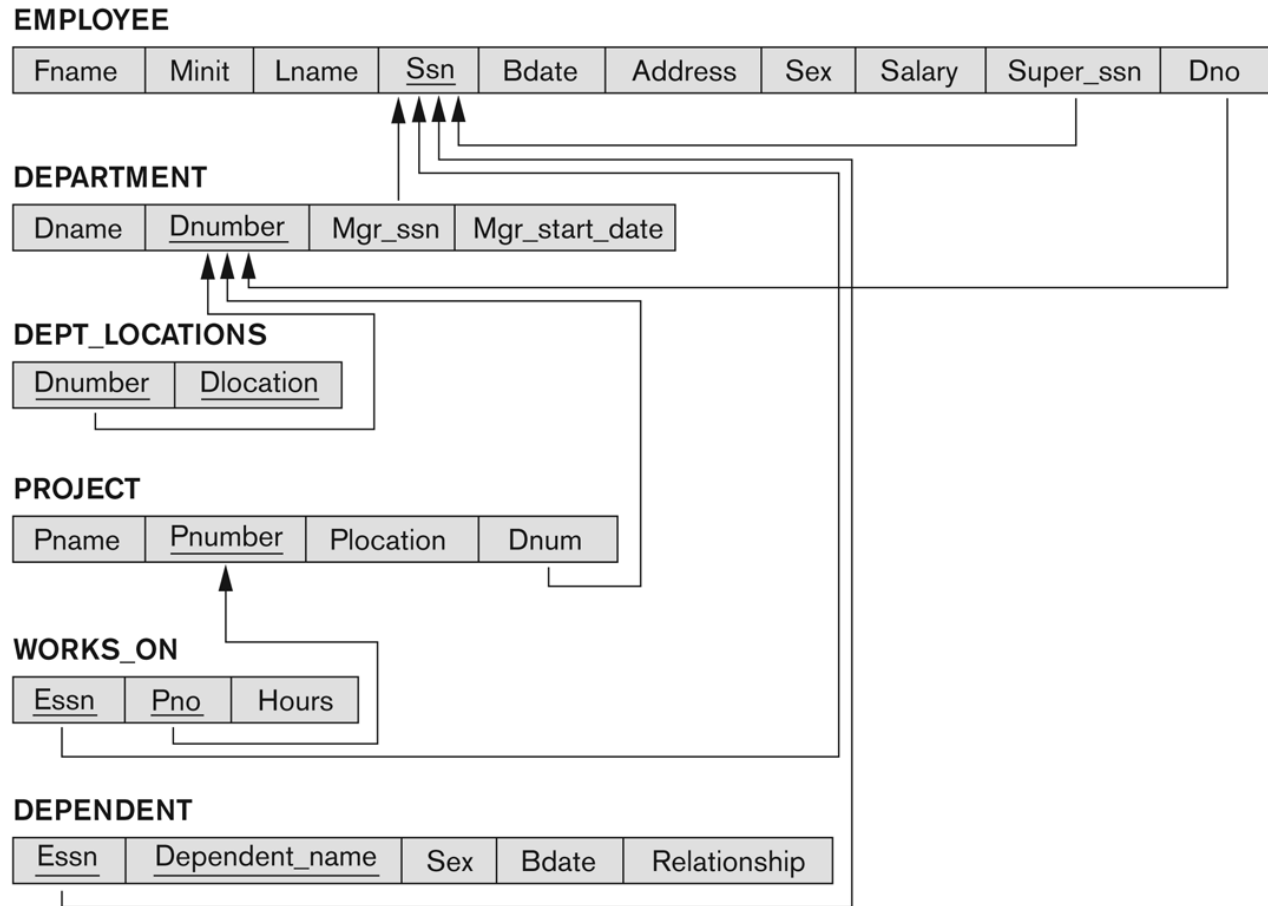 EMPLOYEE
Fname Minit Lname Ssn Bdate Address Sex Salary Super_ssn Dno
DEPARTMENT
Dname Dnumber Mgr_ssn Mgr_start_date
DEPT_LOCATIONS
Dnumber Dlocation
PROJECT
Pname Pnumber Plocation Dnum
WORKS_ON
Essn Pno Hours
DEPENDENT
Essn Dependent_name Sex Bdate Relationship